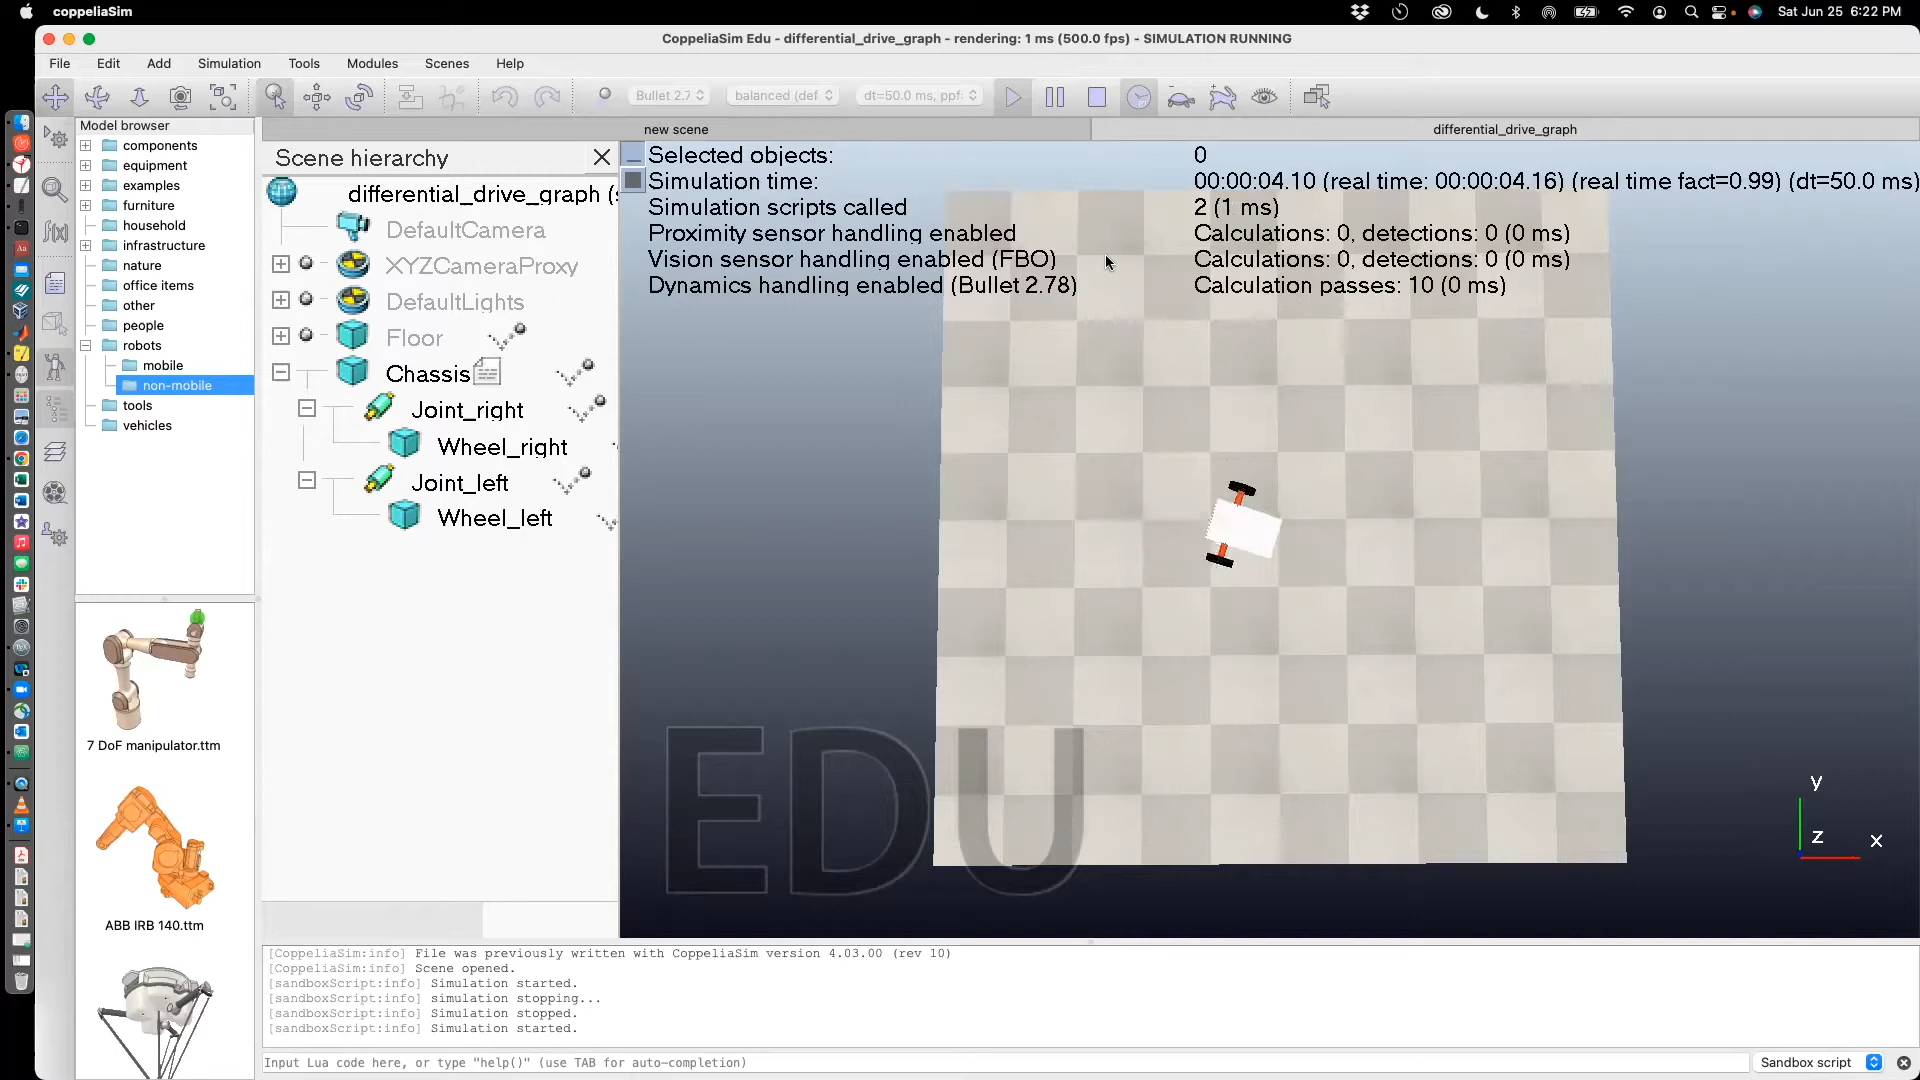 coppeliaSim
Sat Jun 25 6:22 PM
CoppeliaSim Edu - differential_drive_graph - rendering: 1 ms (500.0 fps) - SIMULATION RUNNING
File Edit Add Simulation Tools Modules Scenes Help
Bullet 2.7 balanced (def dt=50.0 ms, ppf:
Model browser
new scene
differential_drive_graph
components
equipment
examples
furniture
household
infrastructure
nature
office items
other
people
robots
mobile
non-mobile
tools
vehicles
7 DoF manipulator.ttm
ABB IRB 140.ttm
Scene hierarchy
differential_drive_graph (
DefaultCamera
XYZCameraProxy
DefaultLights
Floor
Chassis
Joint_right
Wheel_right
Joint_left
Wheel_left
Selected objects: 0
Simulation time: 00:00:04.10 (real time: 00:00:04.16) (real time fact=0.99) (dt=50.0 ms)
Simulation scripts called 2 (1 ms)
Proximity sensor handling enabled Calculations: 0, detections: 0 (0 ms)
Vision sensor handling enabled (FBO) Calculations: 0, detections: 0 (0 ms)
Dynamics handling enabled (Bullet 2.78) Calculation passes: 10 (0 ms)
EDU
y
z x
[CoppeliaSim:info] File was previously written with CoppeliaSim version 4.03.00 (rev 10)
[CoppeliaSim:info] Scene opened.
[sandboxScript:info] Simulation started.
[sandboxScript:info] simulation stopping...
[sandboxScript:info] Simulation stopped.
[sandboxScript:info] Simulation started.
Input Lua code here, or type "help()" (use TAB for auto-completion)
Sandbox script